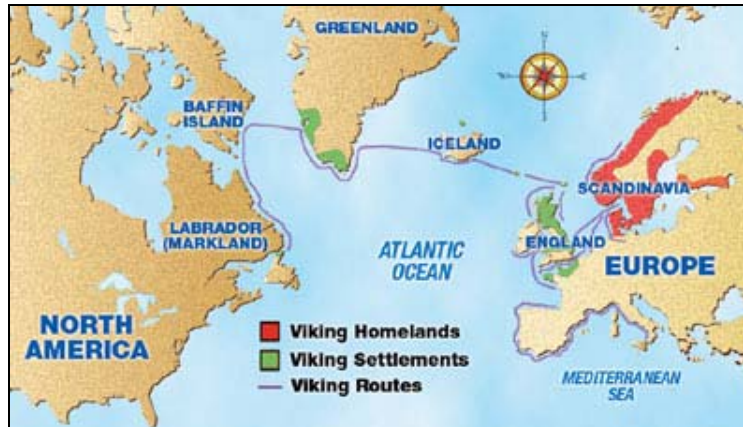 GREENLAND
BAFFIN
ISLAND
ICELAND
SCANDINAVIA
LABRADOR
(MARKLAND)
ENGLAND
ATLANTIC
OCEAN
EUROPE
NORTH
AMERICA
Viking Homelands
Viking Settlements
Viking Routes
MEDITERRANEAN
SEA